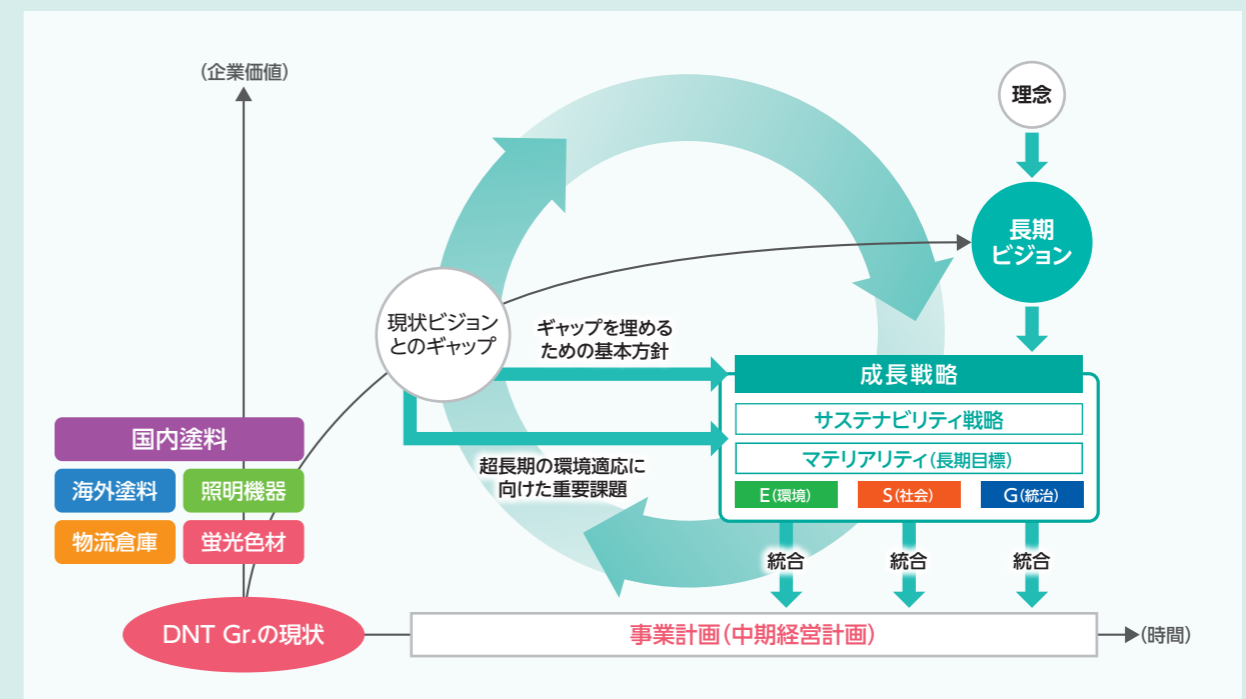 (企業価値)
理念
長期
ビジョン
現状ビジョン
とのギャップ
ギャップを埋める
ための基本方針
成長戦略
サステナビリティ戦略
マテリアリティ(長期目標)
E(環境)
S(社会)
G(統治)
超長期の環境適応に
向けた重要課題
国内塗料
海外塗料
照明機器
物流倉庫
蛍光色材
統合
統合
統合
DNT Gr.の現状
事業計画(中期経営計画)
(時間)